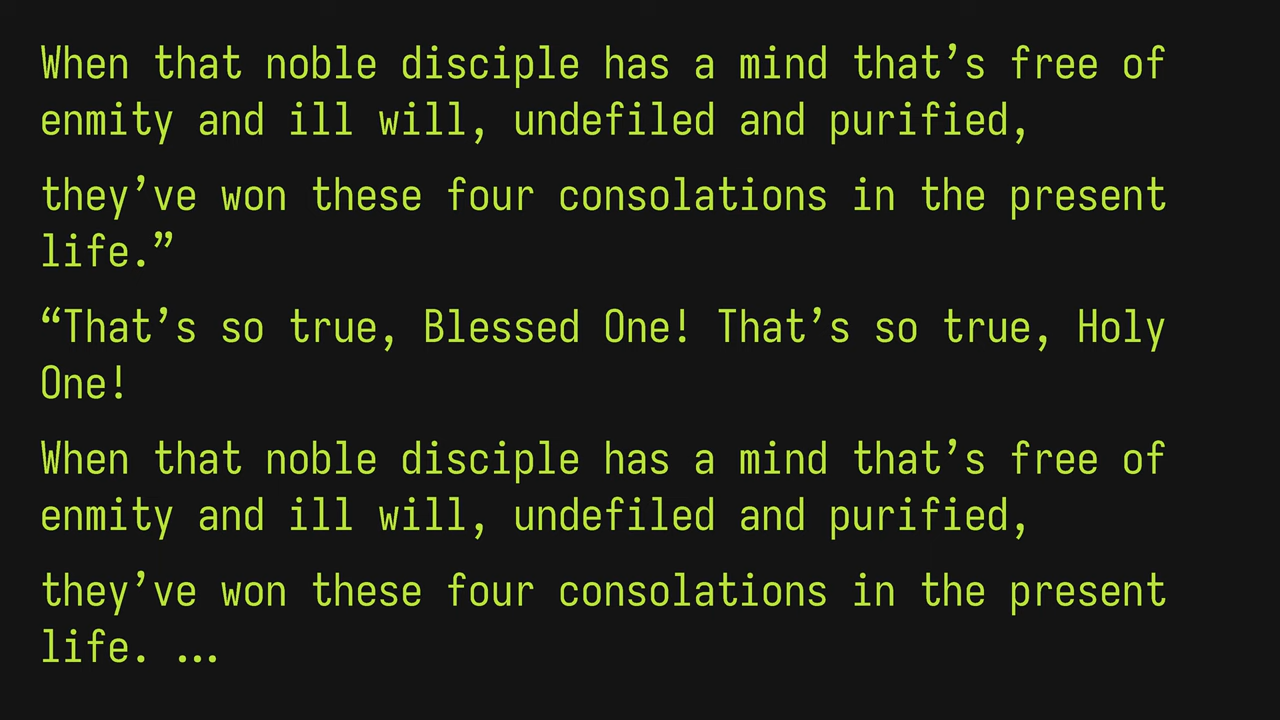 When that noble disciple has a mind that’s free of
enmity and ill will, undefiled and purified,
they’ve won these four consolations in the present
life.”
“That’s so true, Blessed One! That’s so true, Holy
One!
When that noble disciple has a mind that’s free of
enmity and ill will, undefiled and purified,
they’ve won these four consolations in the present
life. …